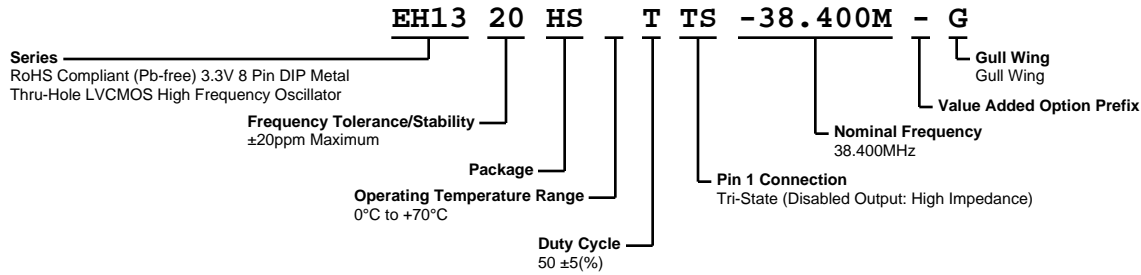 EH13 20 HS T TS -38.400M - G
Series
RoHS Compliant (Pb-free) 3.3V 8 Pin DIP Metal
Thru-Hole LVCMOS High Frequency Oscillator
Gull Wing
Gull Wing
Value Added Option Prefix
Frequency Tolerance/Stability
±20ppm Maximum
Nominal Frequency
38.400MHz
Package
Pin 1 Connection
Tri-State (Disabled Output: High Impedance)
Operating Temperature Range
0°C to +70°C
Duty Cycle
50 ±5(%)